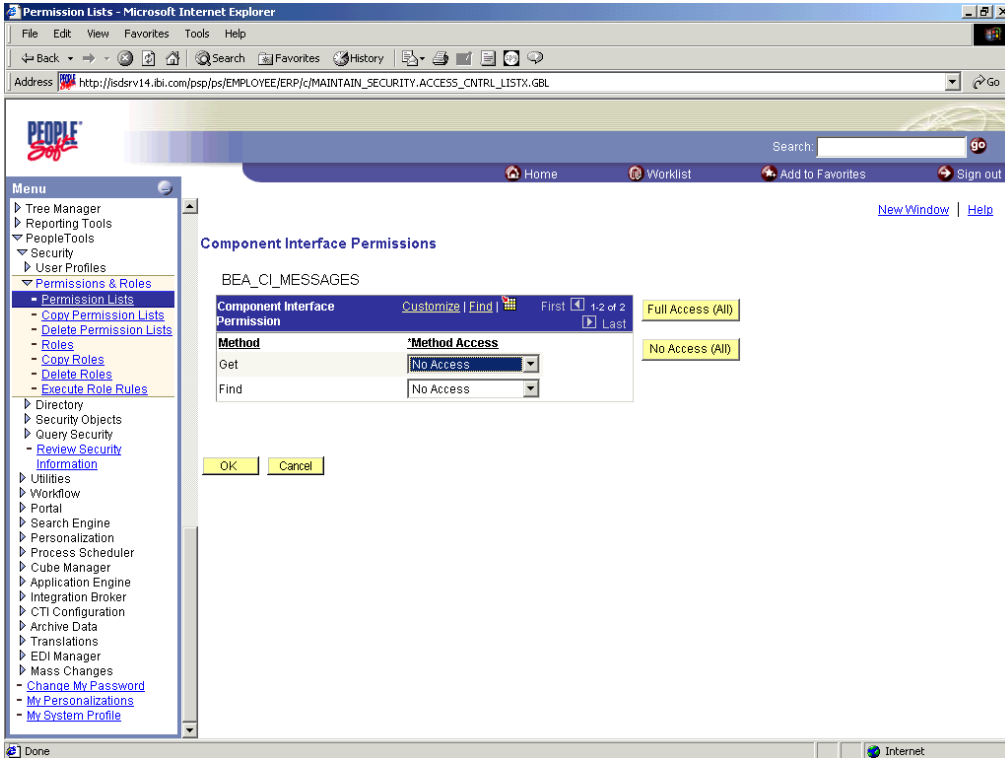 Permission Lists - Microsoft Internet Explorer
File Edit View Favorites Tools Help
Back Search Favorites History
Address http://isdsrv14.ibi.com/psp/ps/EMPLOYEE/ERP/c/MAINTAIN_SECURITY.ACCESS_CNTRL_LISTX.GBL Go
PEOPLE
Soft
Search: go
Home Worklist Add to Favorites Sign out
Menu
New Window | Help
Tree Manager
Reporting Tools
PeopleTools
Security
User Profiles
Permissions & Roles
- Permission Lists
- Copy Permission Lists
- Delete Permission Lists
- Roles
- Copy Roles
- Delete Roles
- Execute Role Rules
Directory
Security Objects
Query Security
- Review Security
Information
Utilities
Workflow
Portal
Search Engine
Personalization
Process Scheduler
Cube Manager
Application Engine
Integration Broker
CTI Configuration
Archive Data
Translations
EDI Manager
Mass Changes
- Change My Password
- My Personalizations
- My System Profile
Component Interface Permissions
BEA_CI_MESSAGES
Component Interface
Permission
Customize | Find | First 1-2 of 2
Last
Full Access (All)
Method *Method Access
No Access (All)
Get No Access
Find No Access
OK Cancel
Done Internet